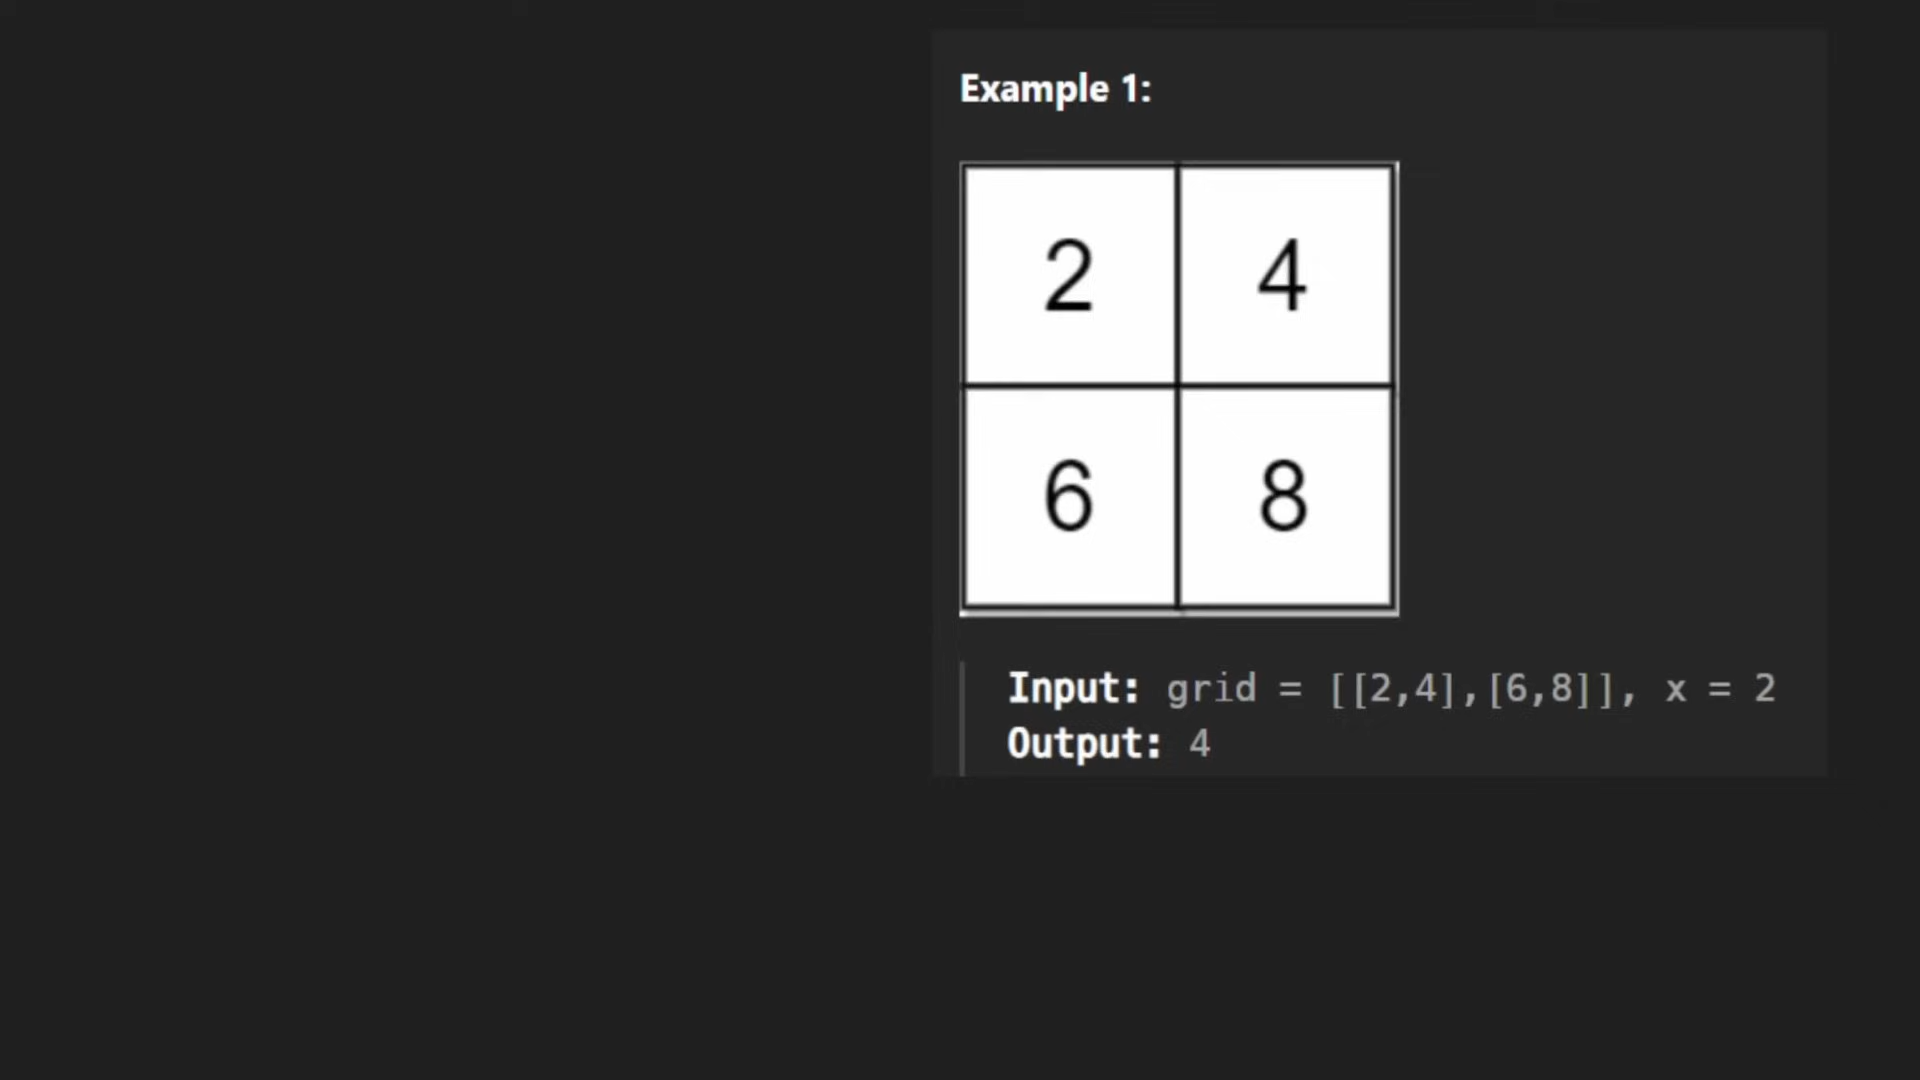 Example 1:
2 4
6 8
Input: grid = [[2,4],[6,8]], x = 2
Output: 4